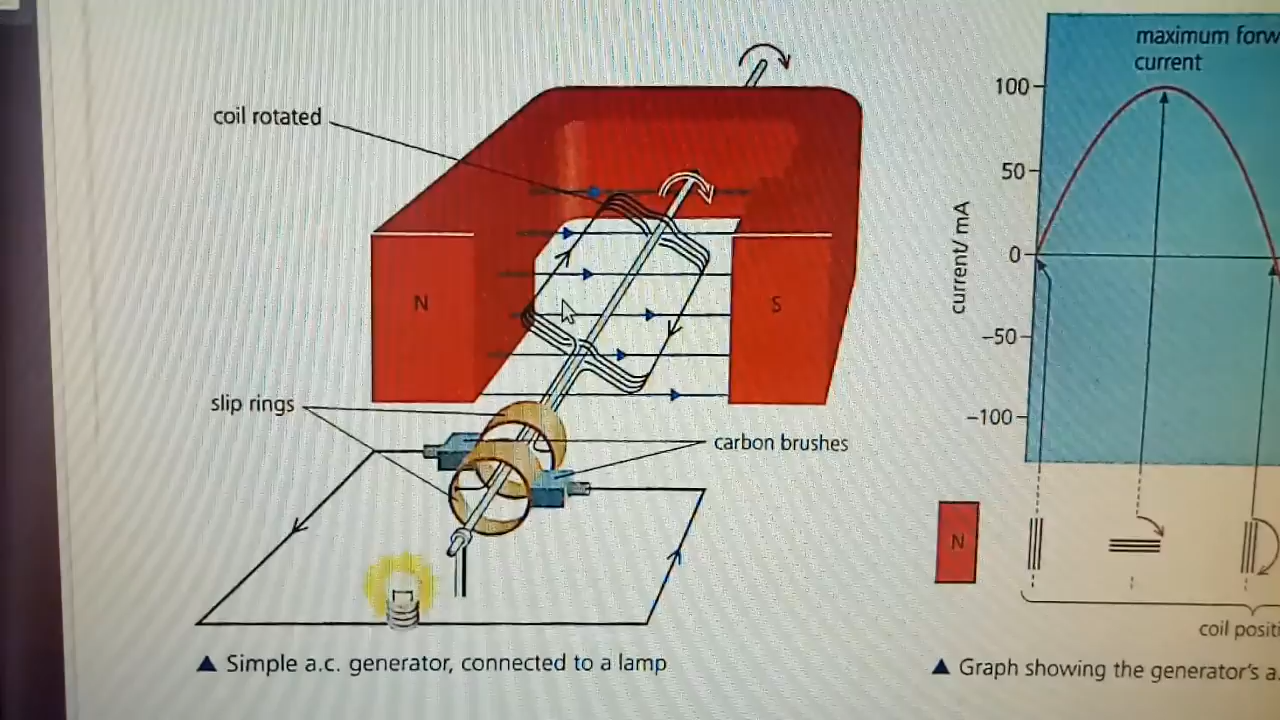 coil rotated
N
S
slip rings
carbon brushes
▲ Simple a.c. generator, connected to a lamp
maximum forw
current
100
50
0
−50
−100
current/ mA
N
coil positi
▲ Graph showing the generator's a.